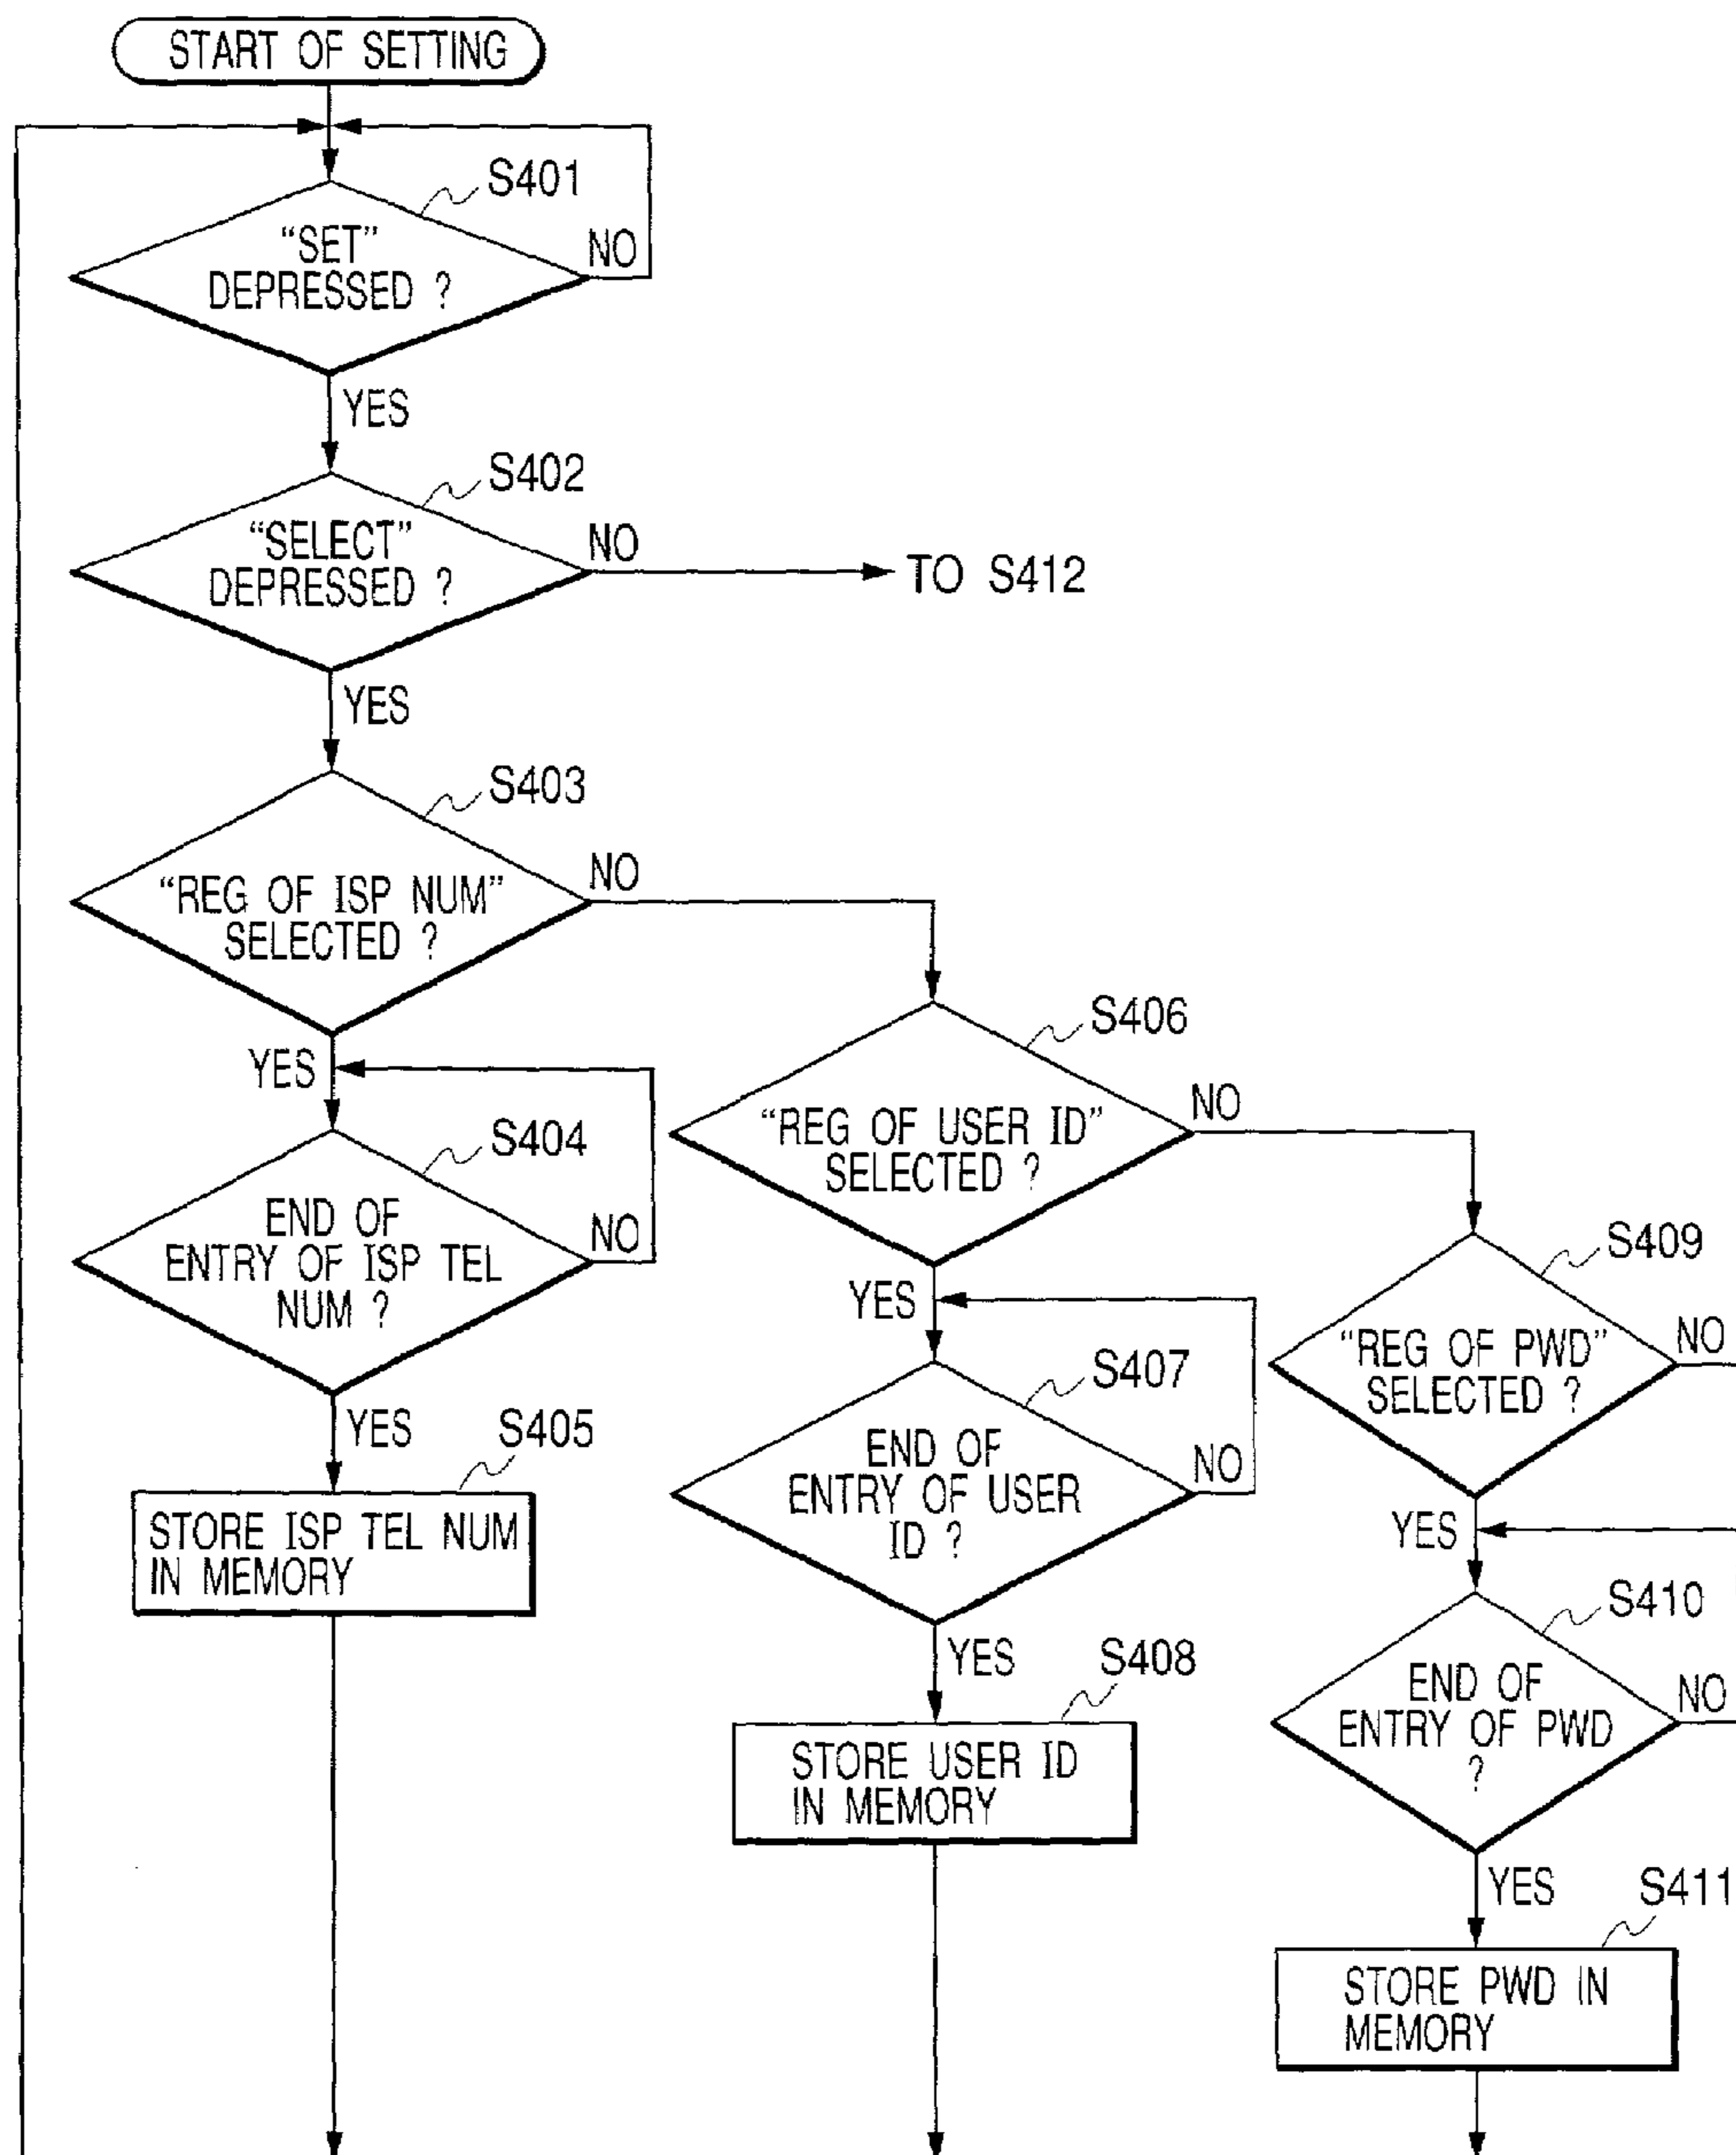 START OF SETTING
S401
“SET”
DEPRESSED ?
NO
YES
S402
“SELECT”
DEPRESSED ?
NO
TO S412
YES
S403
“REG OF ISP NUM”
SELECTED ?
NO
YES
S404
END OF
ENTRY OF ISP TEL
NUM ?
NO
YES
S405
STORE ISP TEL NUM
IN MEMORY
S406
“REG OF USER ID”
SELECTED ?
NO
YES
S407
END OF
ENTRY OF USER
ID ?
NO
YES
S408
STORE USER ID
IN MEMORY
S409
“REG OF PWD”
SELECTED ?
NO
YES
S410
END OF
ENTRY OF PWD
?
NO
YES
S411
STORE PWD IN
MEMORY